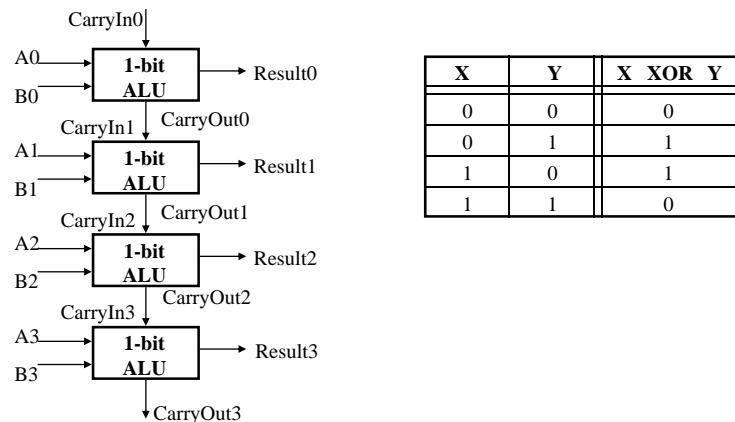 CarryIn0
A0
B0
1-bit
ALU
Result0
CarryOut0
CarryIn1
A1
B1
1-bit
ALU
Result1
CarryOut1
CarryIn2
A2
B2
1-bit
ALU
Result2
CarryOut2
CarryIn3
A3
B3
1-bit
ALU
Result3
CarryOut3
X Y X XOR Y
0 0 0
0 1 1
1 0 1
1 1 0